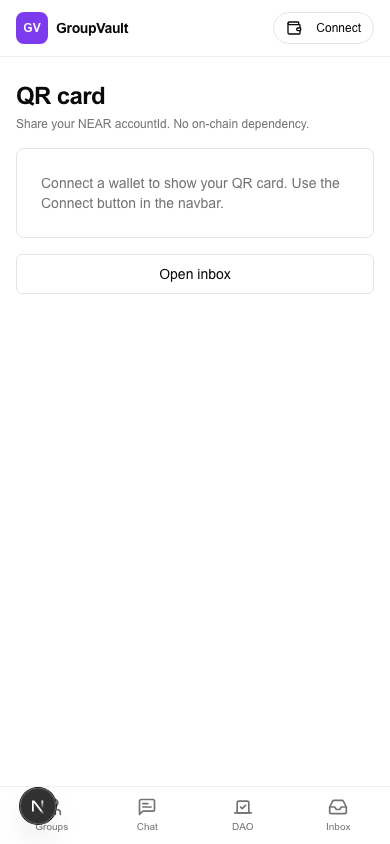 GV
GroupVault
Connect
QR card
Share your NEAR accountId. No on-chain dependency.
Connect a wallet to show your QR card. Use the
Connect button in the navbar.
Open inbox
N
Groups
Chat
DAO
Inbox